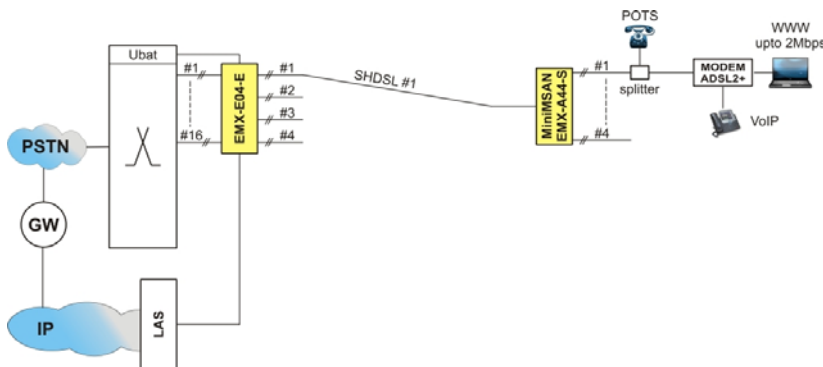 POTS
WWW
upto 2Mbps
Ubat
#1
#1
SHDSL #1
#1
MODEM
ADSL2+
#2
splitter
EMX-E04-E
MiniMSAN
EMX-A44-S
#3
VoIP
#16
#4
#4
PSTN
GW
IP
LAS